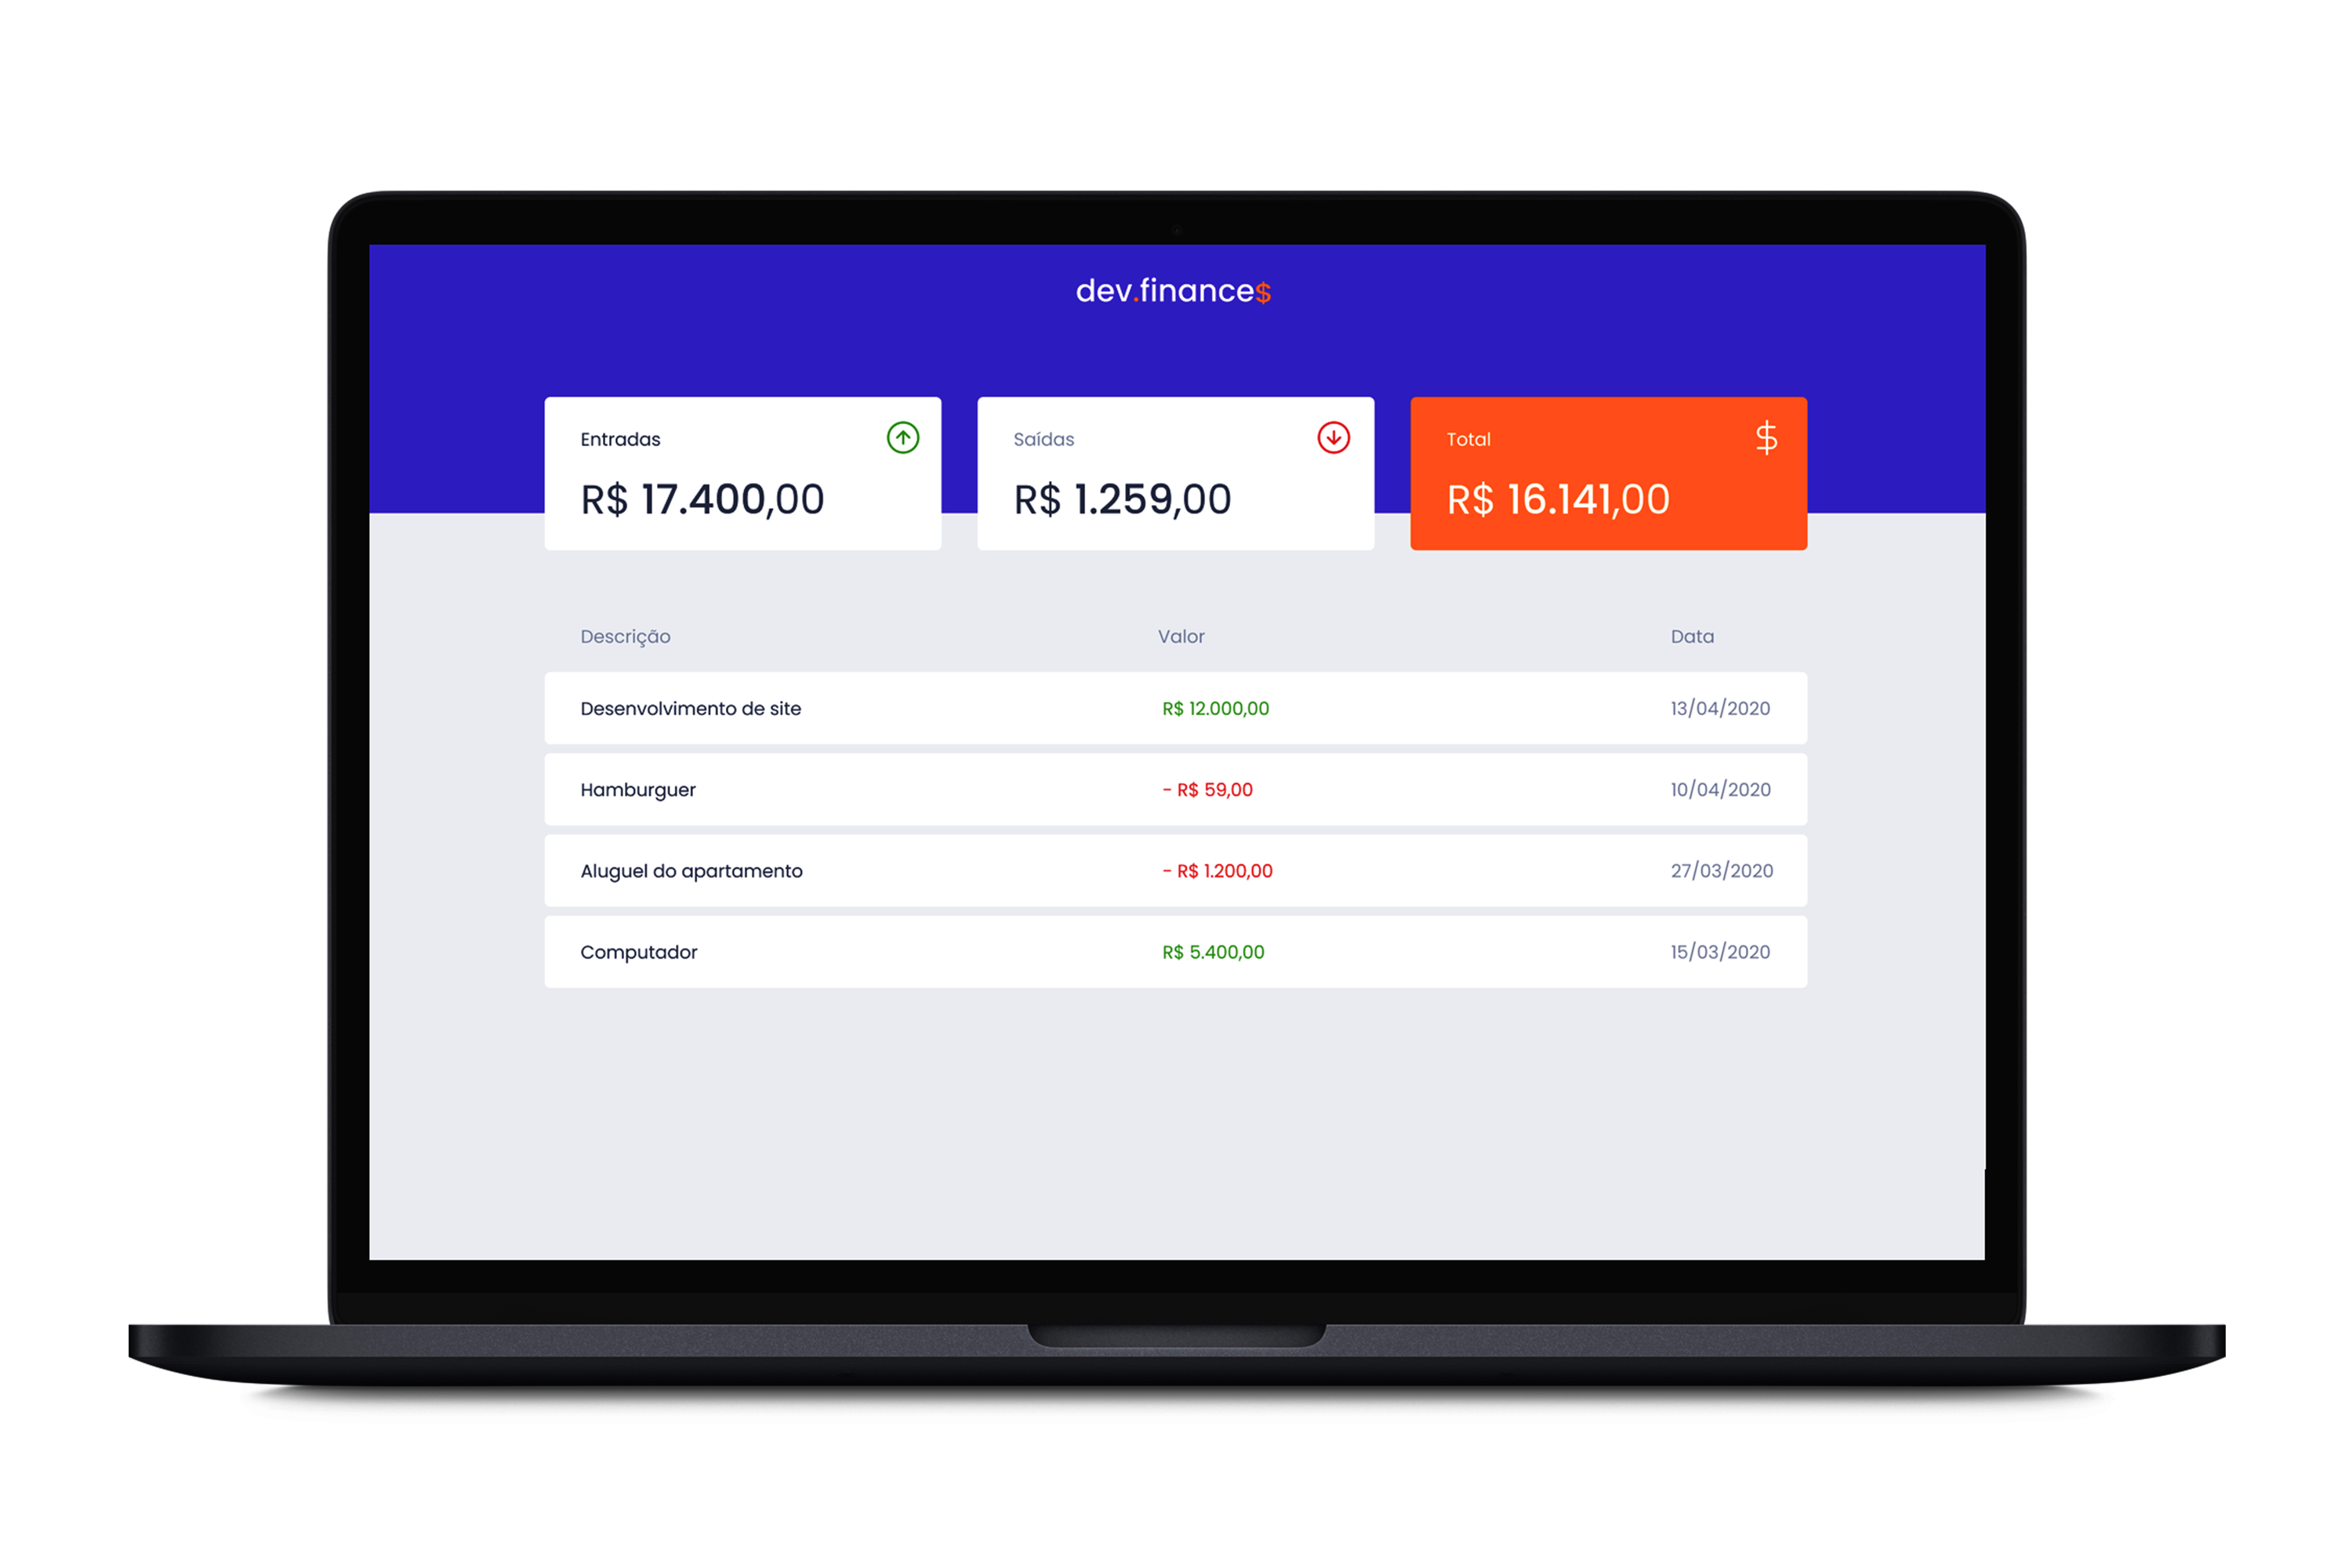 dev.finance$
Entradas
R$ 17.400,00
Saídas
R$ 1.259,00
Total
$
R$ 16.141,00
Descrição Valor Data
Desenvolvimento de site R$ 12.000,00 13/04/2020
Hamburguer - R$ 59,00 10/04/2020
Aluguel do apartamento - R$ 1.200,00 27/03/2020
Computador R$ 5.400,00 15/03/2020